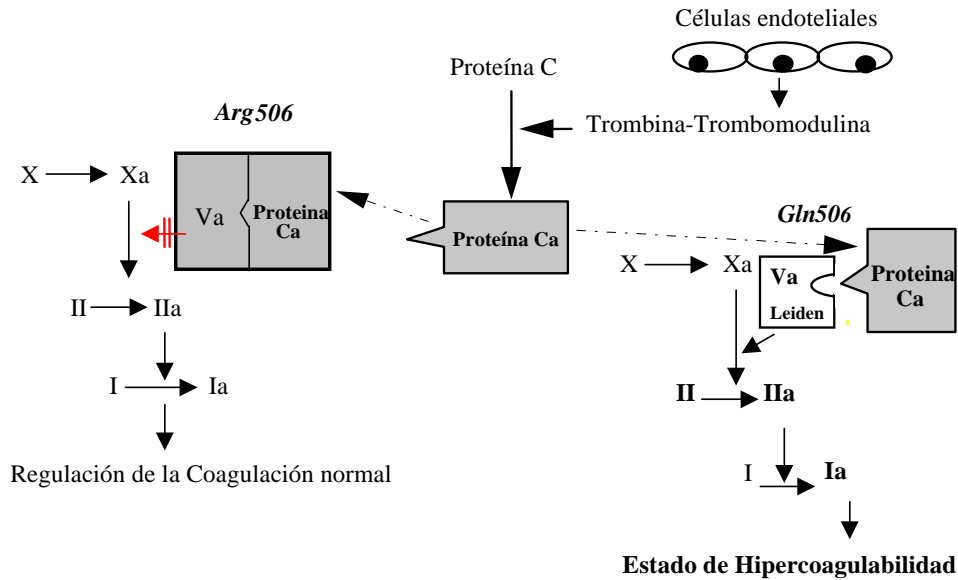 Células endoteliales
Proteína C
Trombina-Trombomodulina
Arg506
X
Xa
Va
Proteina
Ca
II
IIa
I
Ia
Regulación de la Coagulación normal
Proteína Ca
Gln506
X
Xa
Va
Leiden
Proteina
Ca
II
IIa
I
Ia
Estado de Hipercoagulabilidad